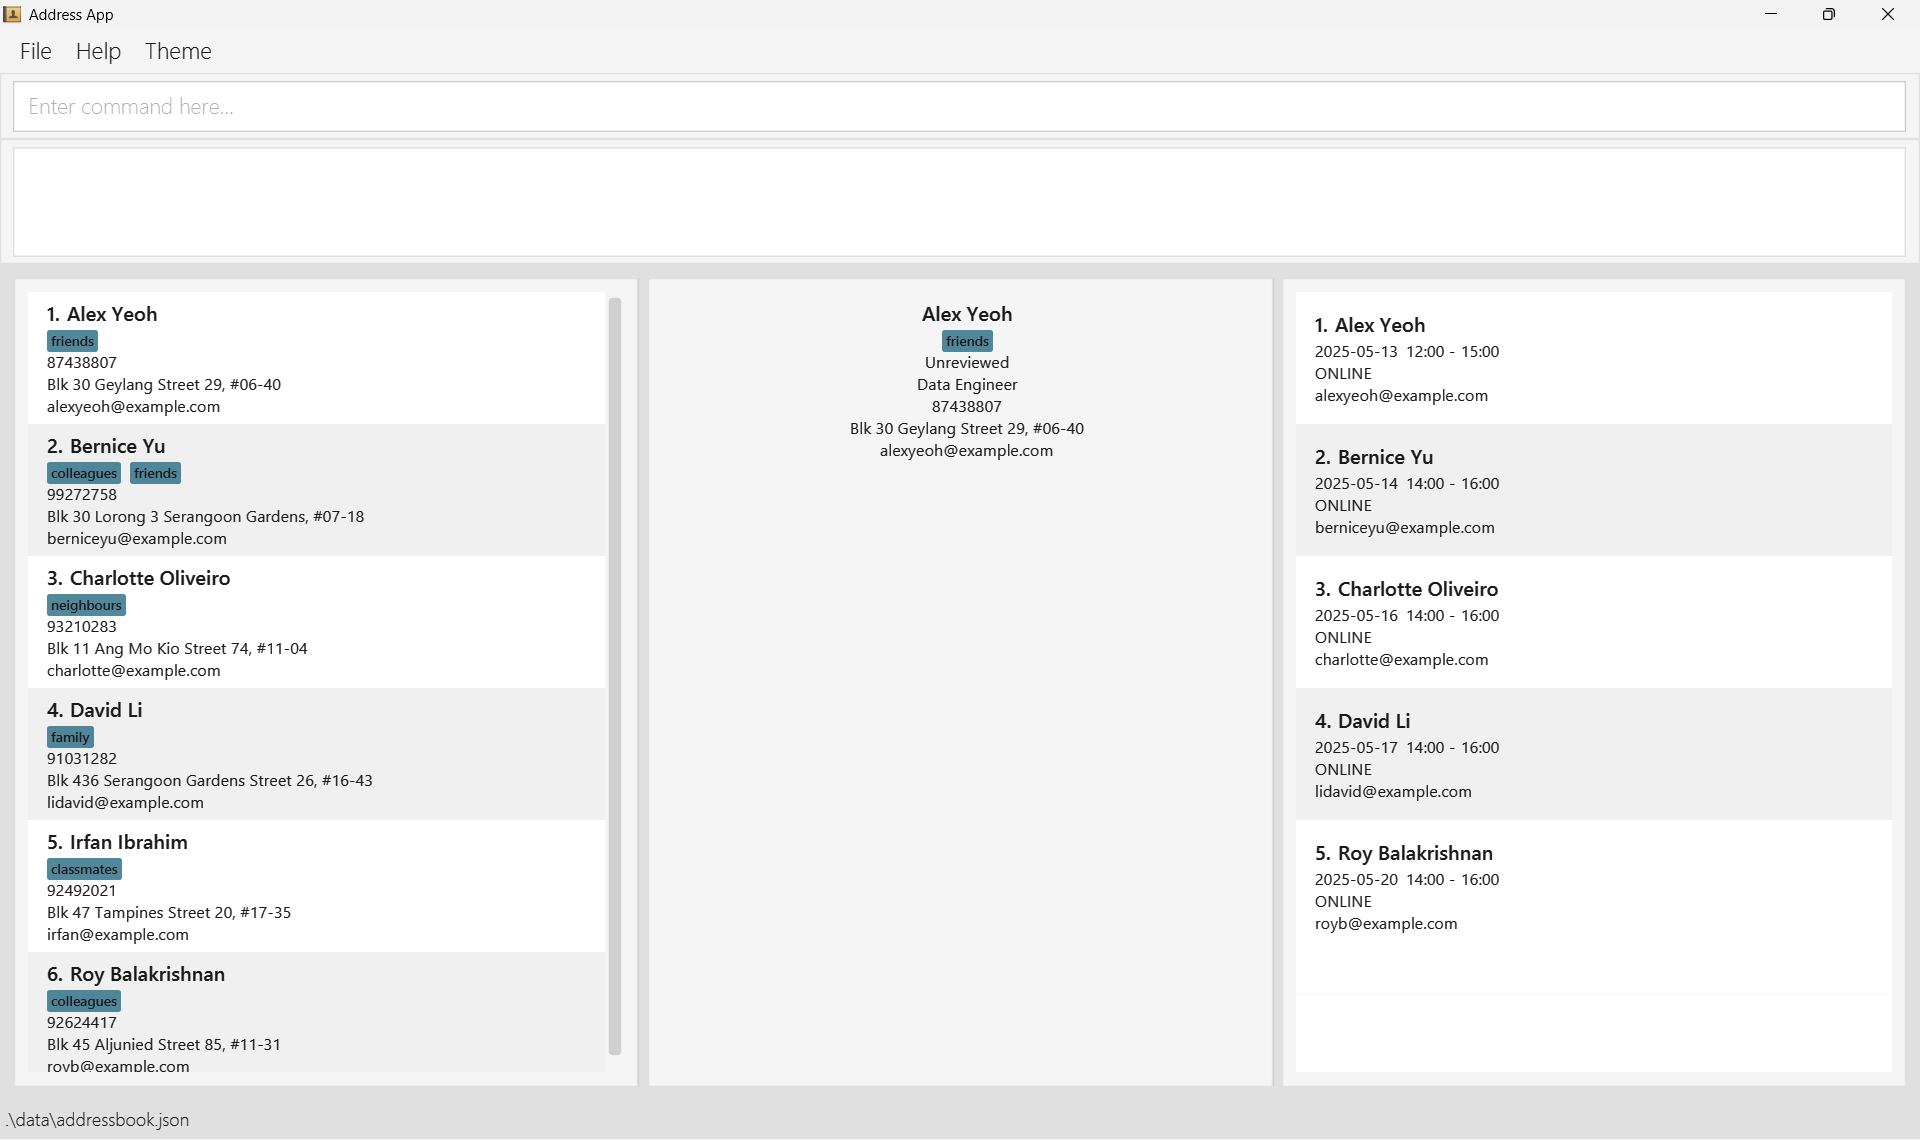 Address App
File Help Theme
Enter command here...
1. Alex Yeoh
friends
87438807
Blk 30 Geylang Street 29, #06-40
alexyeoh@example.com
2. Bernice Yu
colleagues friends
99272758
Blk 30 Lorong 3 Serangoon Gardens, #07-18
berniceyu@example.com
3. Charlotte Oliveiro
neighbours
93210283
Blk 11 Ang Mo Kio Street 74, #11-04
charlotte@example.com
4. David Li
family
91031282
Blk 436 Serangoon Gardens Street 26, #16-43
lidavid@example.com
5. Irfan Ibrahim
classmates
92492021
Blk 47 Tampines Street 20, #17-35
irfan@example.com
6. Roy Balakrishnan
colleagues
92624417
Blk 45 Aljunied Street 85, #11-31
royb@example.com
Alex Yeoh
friends
Unreviewed
Data Engineer
87438807
Blk 30 Geylang Street 29, #06-40
alexyeoh@example.com
1. Alex Yeoh
2025-05-13 12:00 - 15:00
ONLINE
alexyeoh@example.com
2. Bernice Yu
2025-05-14 14:00 - 16:00
ONLINE
berniceyu@example.com
3. Charlotte Oliveiro
2025-05-16 14:00 - 16:00
ONLINE
charlotte@example.com
4. David Li
2025-05-17 14:00 - 16:00
ONLINE
lidavid@example.com
5. Roy Balakrishnan
2025-05-20 14:00 - 16:00
ONLINE
royb@example.com
.\data\addressbook.json